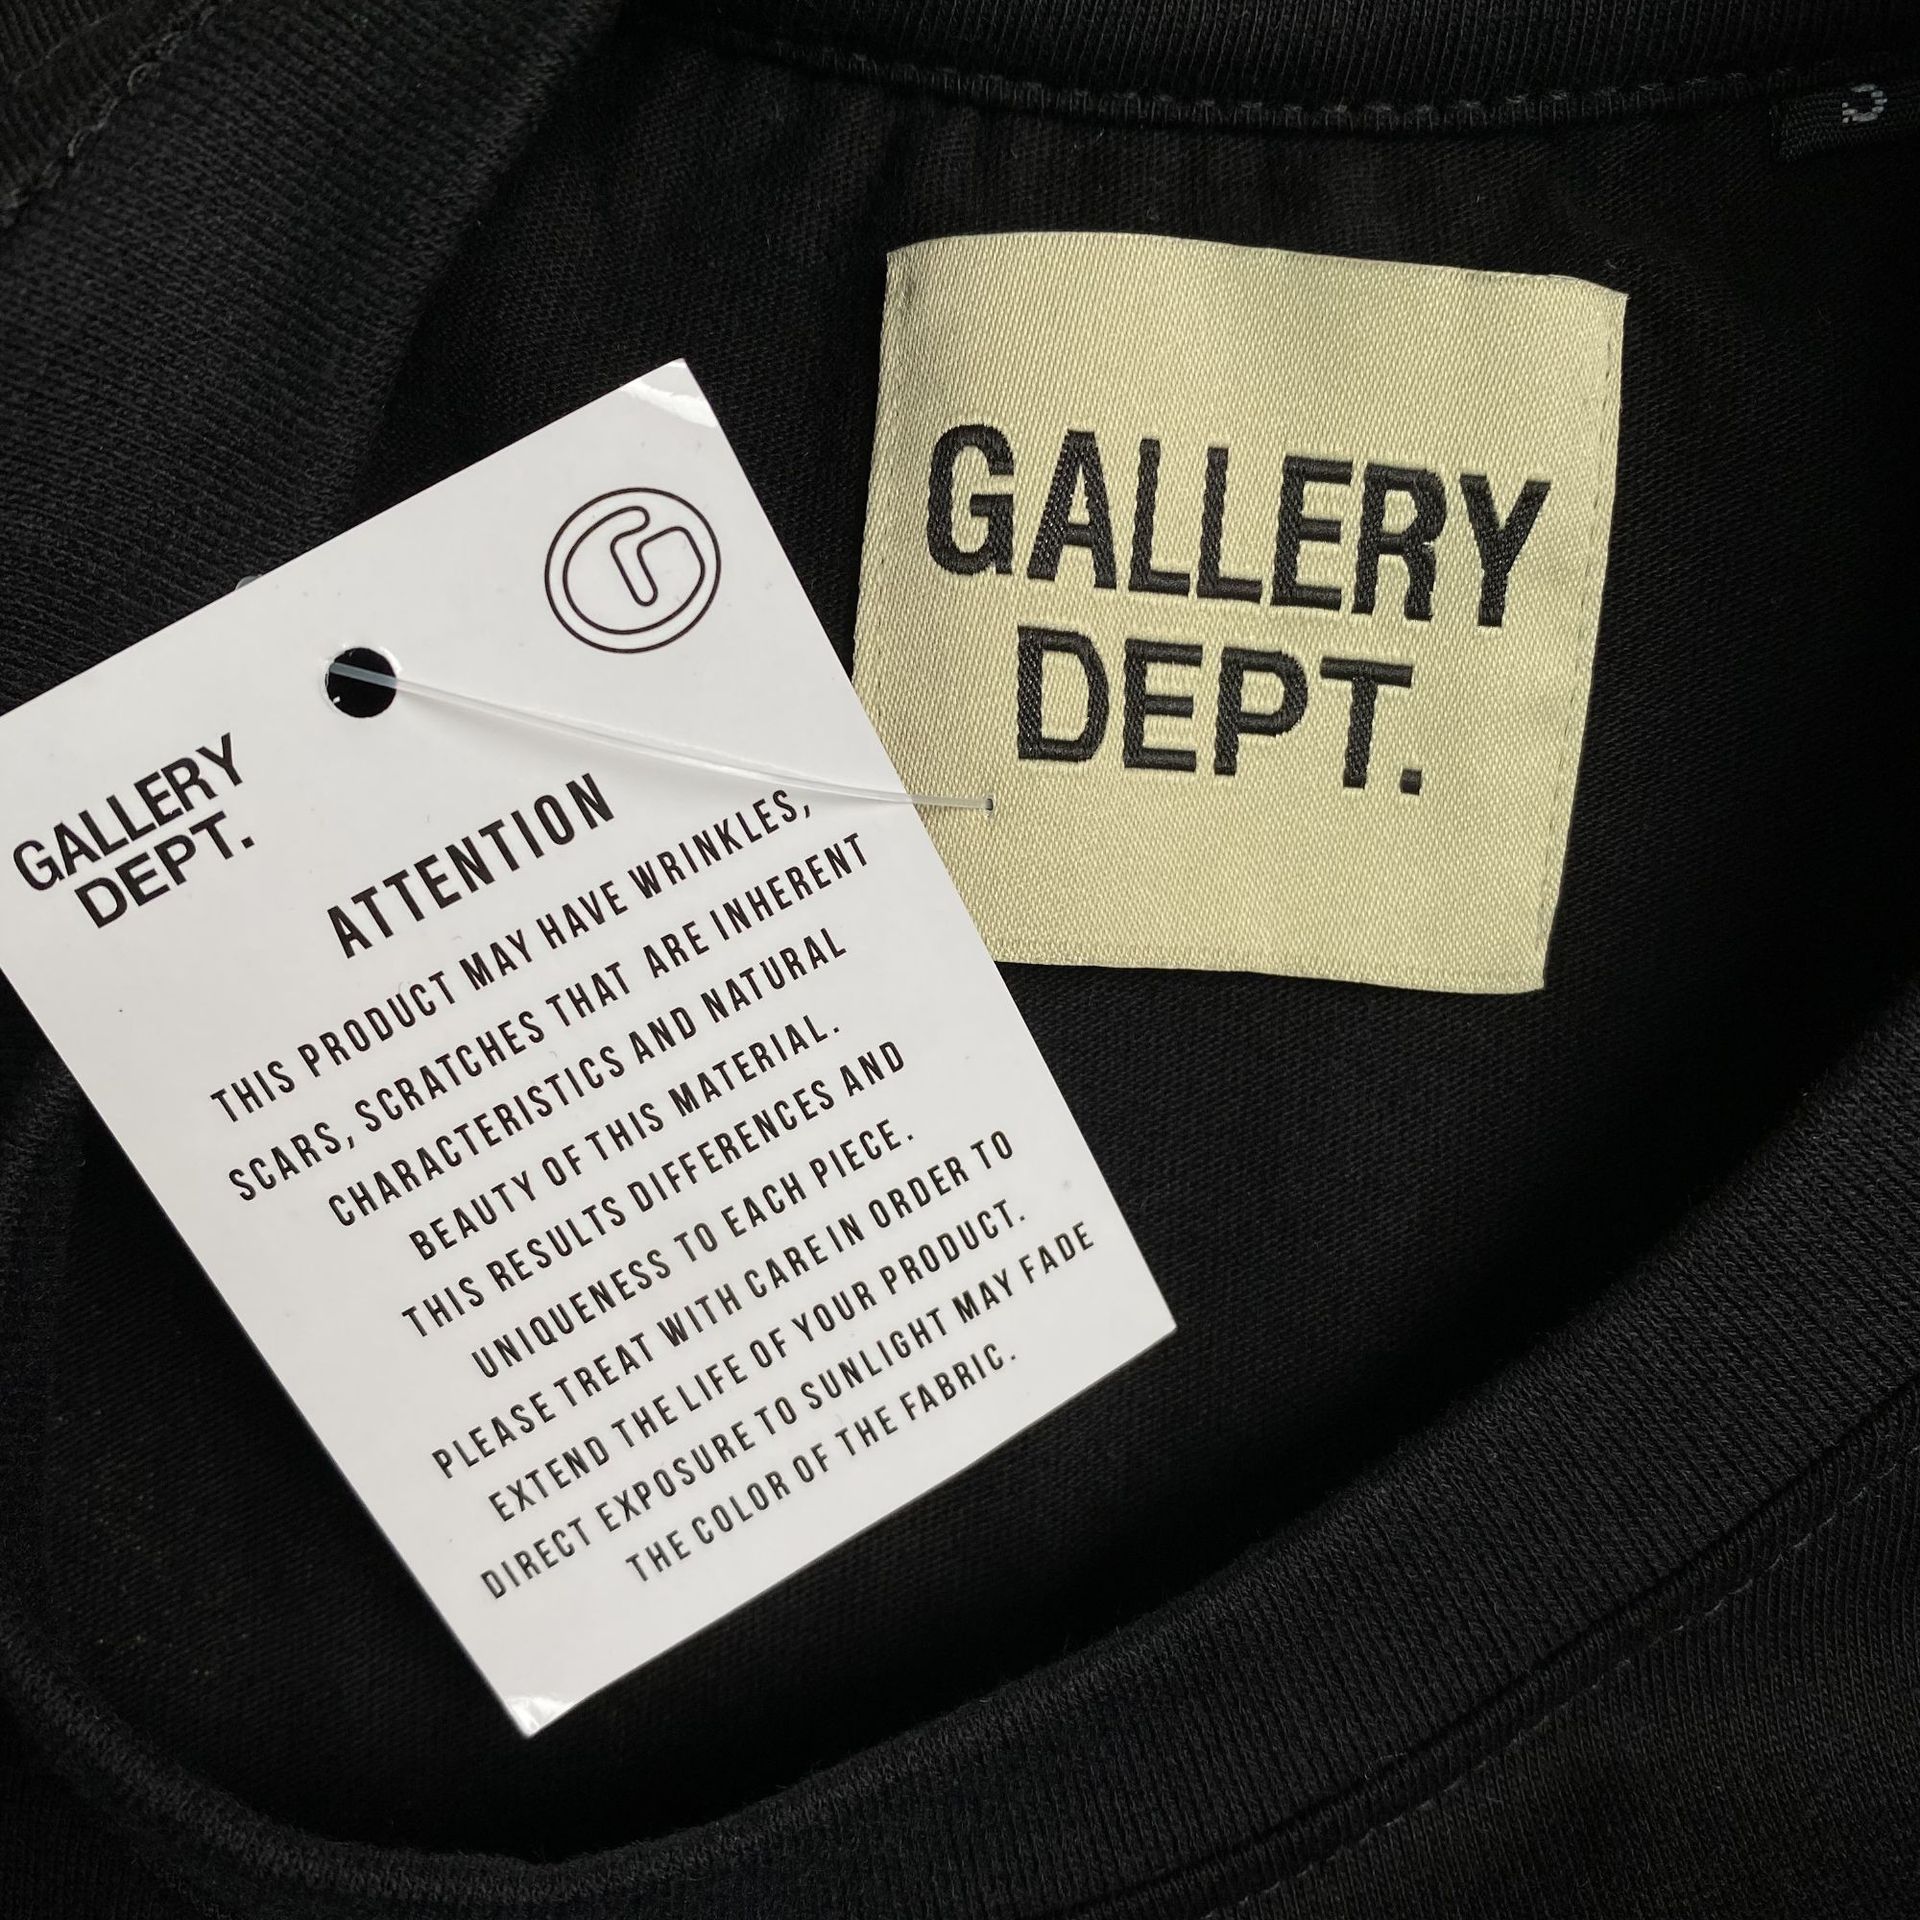 GALLERY
DEPT.
GALLERY
DEPT.
ATTENTION
THIS PRODUCT MAY HAVE WRINKLES,
SCARS, SCRATCHES THAT ARE INHERENT
CHARACTERISTICS AND NATURAL
BEAUTY OF THIS MATERIAL.
THIS RESULTS DIFFERENCES AND
UNIQUENESS TO EACH PIECE.
PLEASE TREAT WITH CARE IN ORDER TO
EXTEND THE LIFE OF YOUR PRODUCT.
DIRECT EXPOSURE TO SUNLIGHT MAY FADE
THE COLOR OF THE FABRIC.